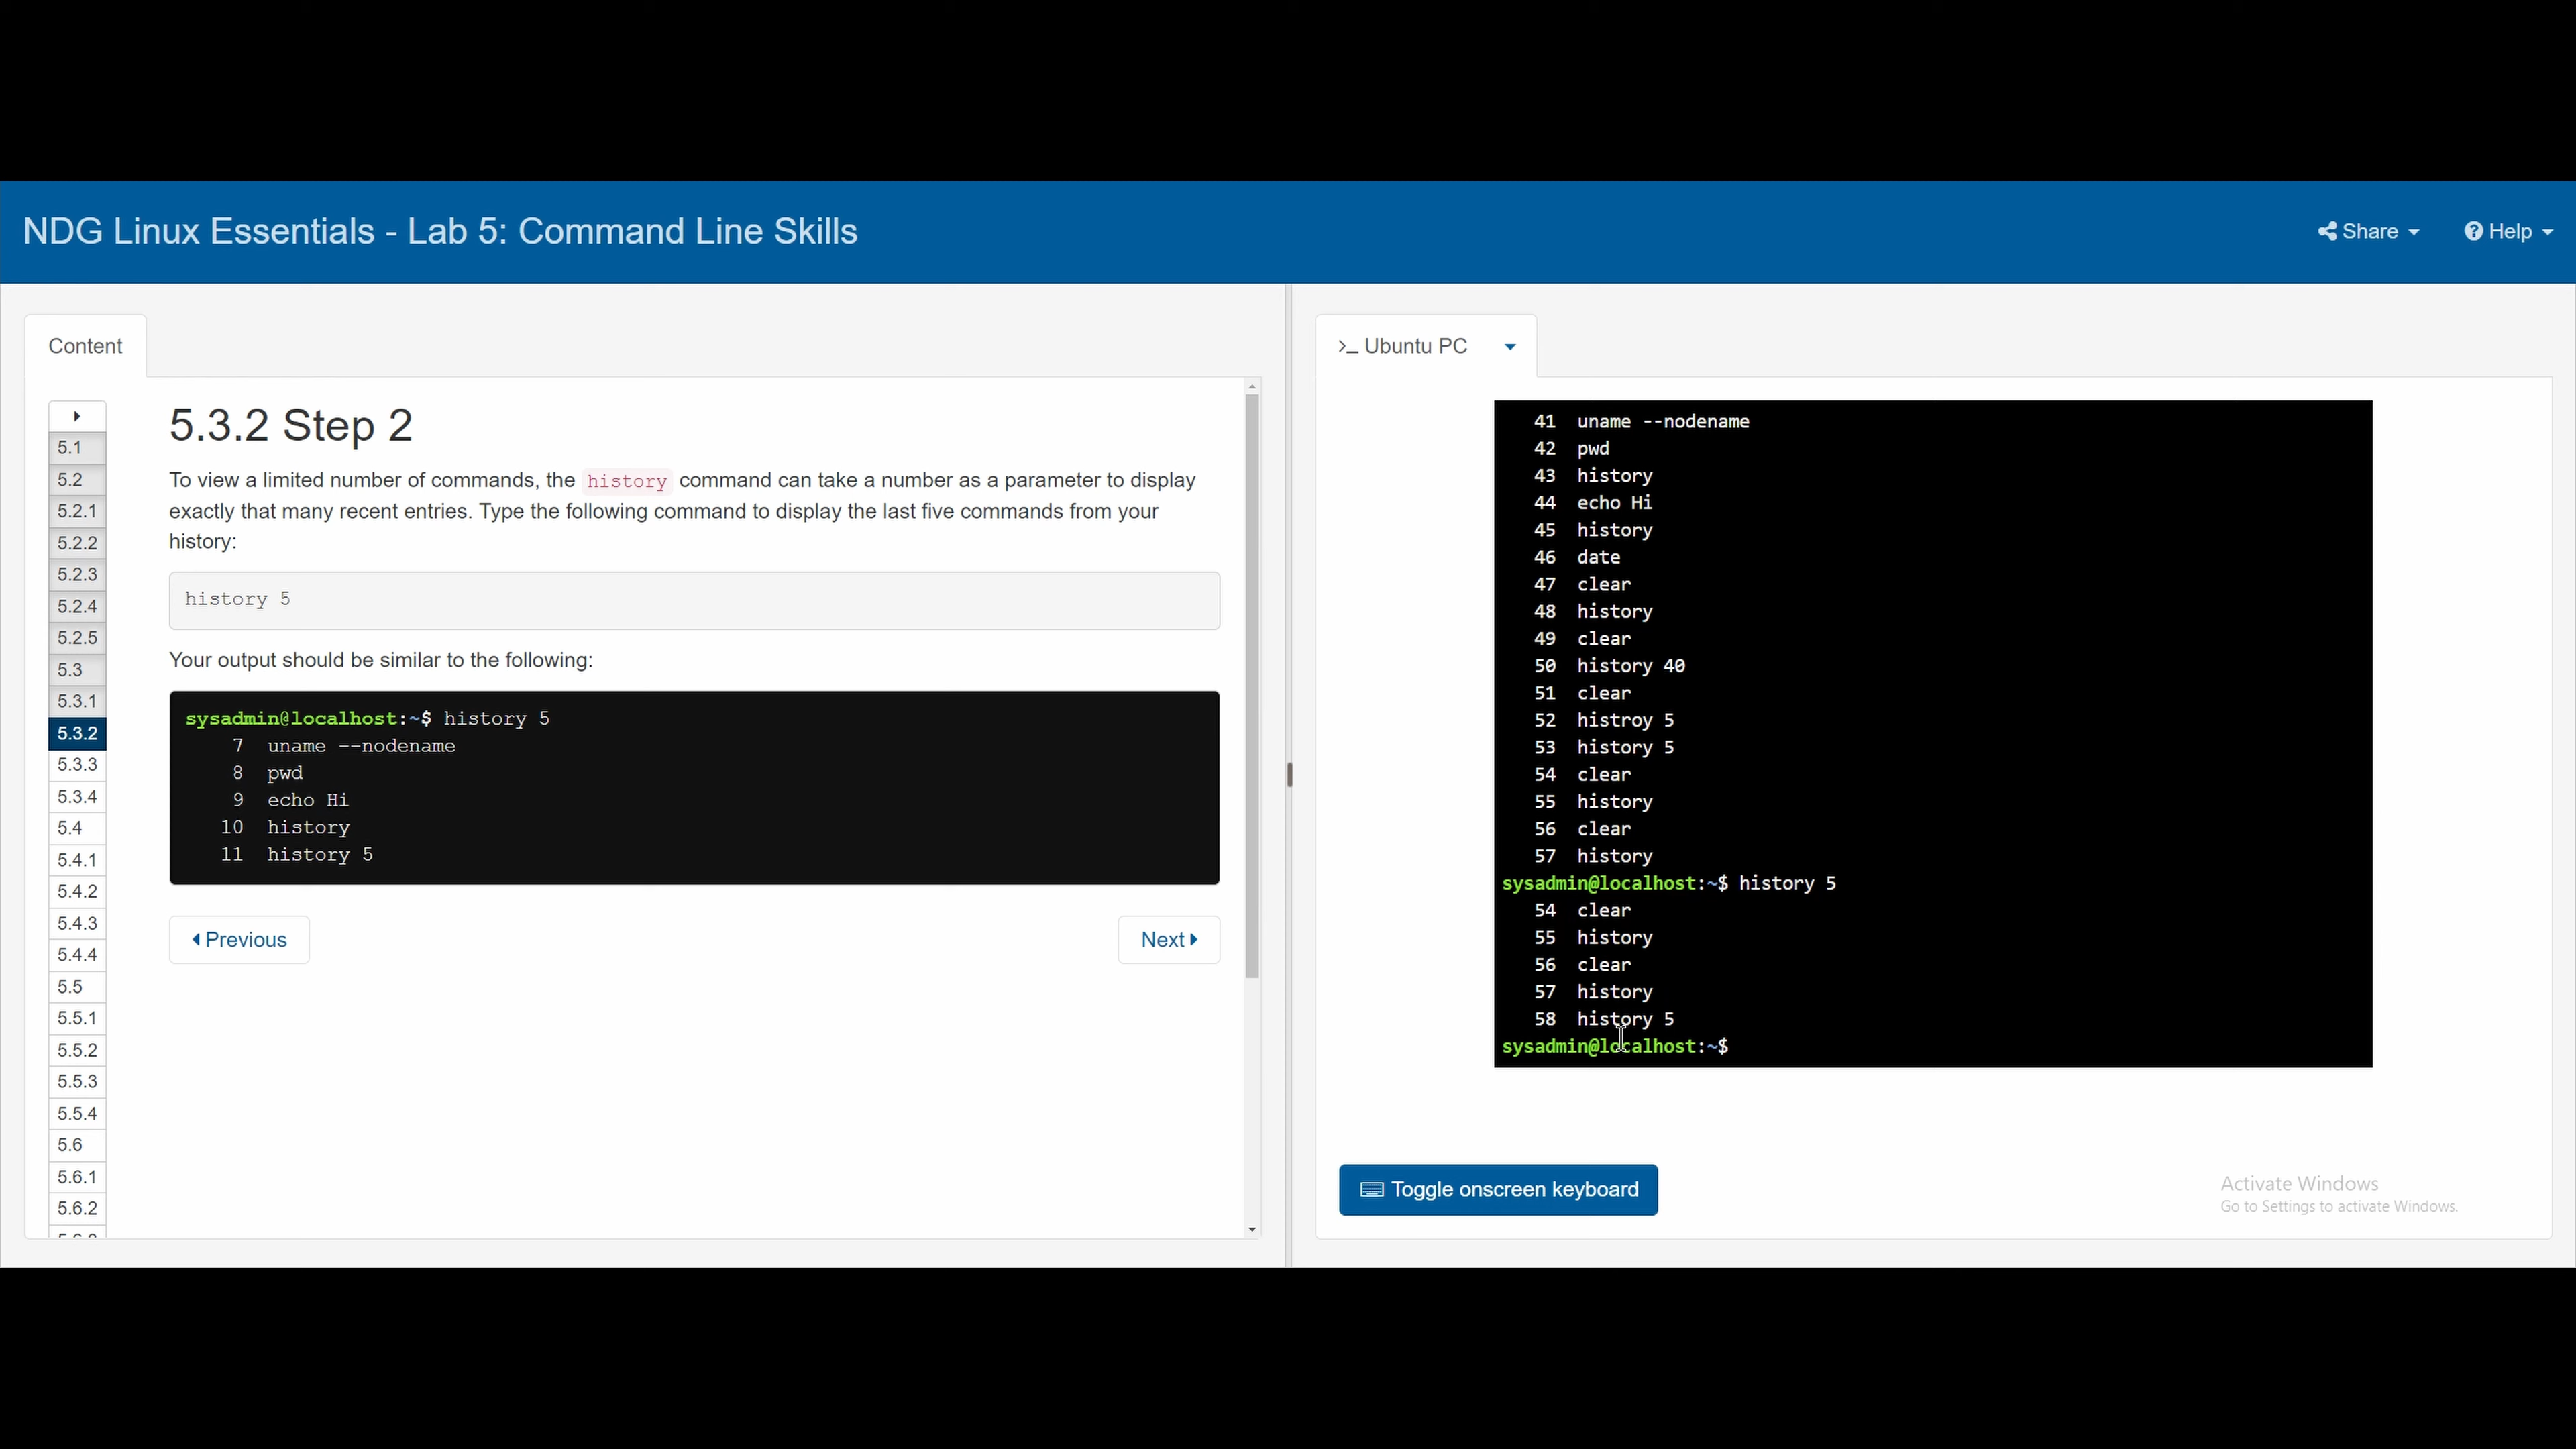 NDG Linux Essentials - Lab 5: Command Line Skills
Share
Help
Content
5.1
5.2
5.2.1
5.2.2
5.2.3
5.2.4
5.2.5
5.3
5.3.1
5.3.2
5.3.3
5.3.4
5.4
5.4.1
5.4.2
5.4.3
5.4.4
5.5
5.5.1
5.5.2
5.5.3
5.5.4
5.6
5.6.1
5.6.2
5.3.2 Step 2
To view a limited number of commands, the history command can take a number as a parameter to display
exactly that many recent entries. Type the following command to display the last five commands from your
history:
history 5
Your output should be similar to the following:
sysadmin@localhost:~$ history 5
7 uname --nodename
8 pwd
9 echo Hi
10 history
11 history 5
Previous
Next
>_ Ubuntu PC
41 uname --nodename
42 pwd
43 history
44 echo Hi
45 history
46 date
47 clear
48 history
49 clear
50 history 40
51 clear
52 histroy 5
53 history 5
54 clear
55 history
56 clear
57 history
sysadmin@localhost:~$ history 5
54 clear
55 history
56 clear
57 history
58 history 5
sysadmin@localhost:~$
Toggle onscreen keyboard
Activate Windows
Go to Settings to activate Windows.